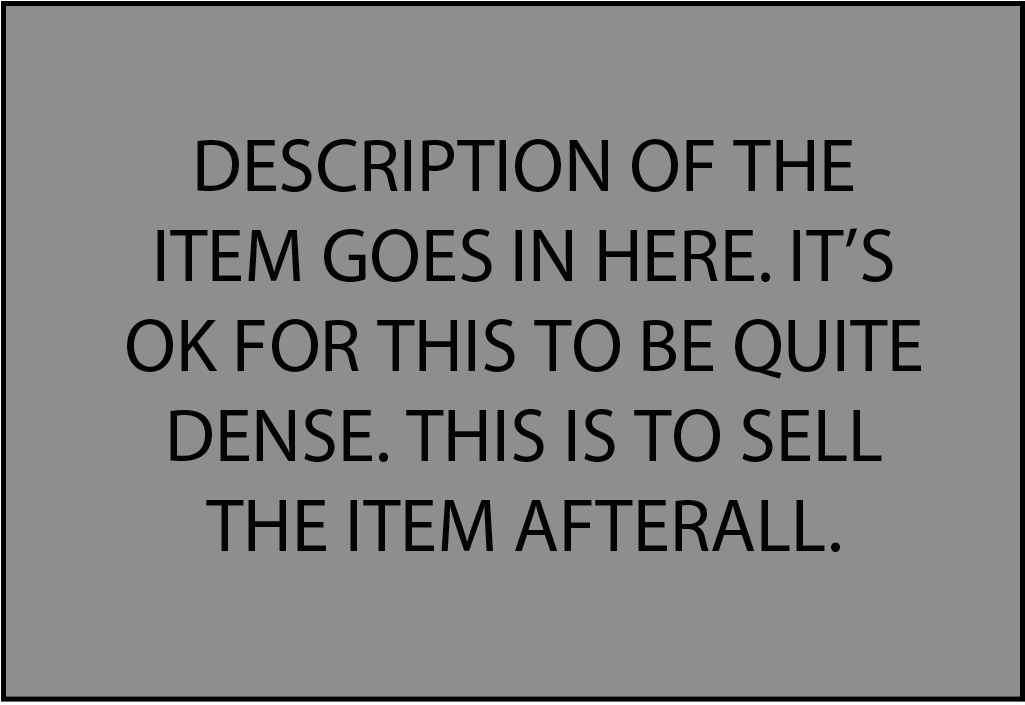 DESCRIPTION OF THE
ITEM GOES IN HERE. IT’S
OK FOR THIS TO BE QUITE
DENSE. THIS IS TO SELL
THE ITEM AFTERALL.